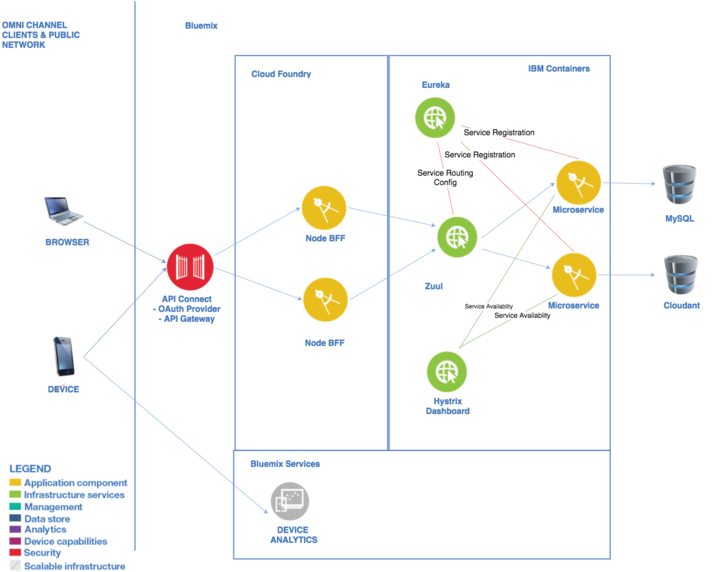 OMNI CHANNEL
CLIENTS & PUBLIC
NETWORK
Bluemix
Cloud Foundry
IBM Containers
Eureka
Service Registration
Service Registration
Service Routing
Config
Microservice
MySQL
Node BFF
BROWSER
Zuul
API Connect
- OAuth Provider
- API Gateway
Microservice
Cloudant
Service Availablity
Service Availablity
Node BFF
DEVICE
Hystrix
Dashboard
Bluemix Services
DEVICE
ANALYTICS
LEGEND
Application component
Infrastructure services
Management
Data store
Analytics
Device capabilities
Security
Scalable infrastructure